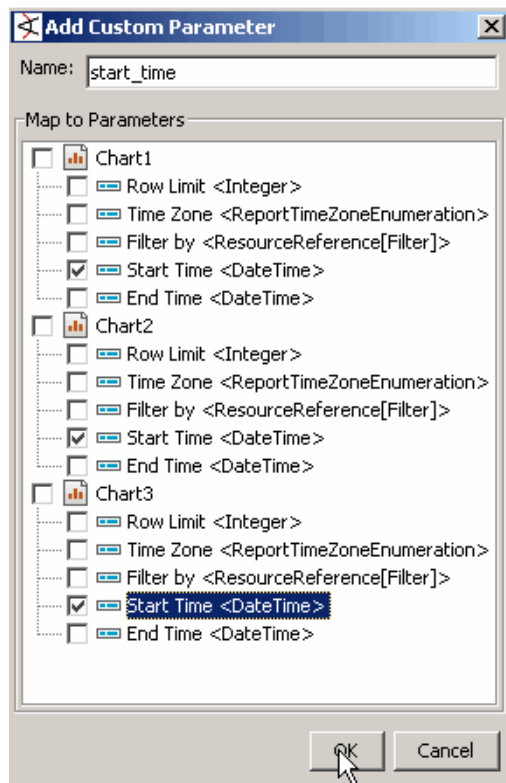 Add Custom Parameter
Name: start_time
Map to Parameters
Chart1
Row Limit <Integer>
Time Zone <ReportTimeZoneEnumeration>
Filter by <ResourceReference[Filter]>
Start Time <DateTime>
End Time <DateTime>
Chart2
Row Limit <Integer>
Time Zone <ReportTimeZoneEnumeration>
Filter by <ResourceReference[Filter]>
Start Time <DateTime>
End Time <DateTime>
Chart3
Row Limit <Integer>
Time Zone <ReportTimeZoneEnumeration>
Filter by <ResourceReference[Filter]>
Start Time <DateTime>
End Time <DateTime>
OK Cancel